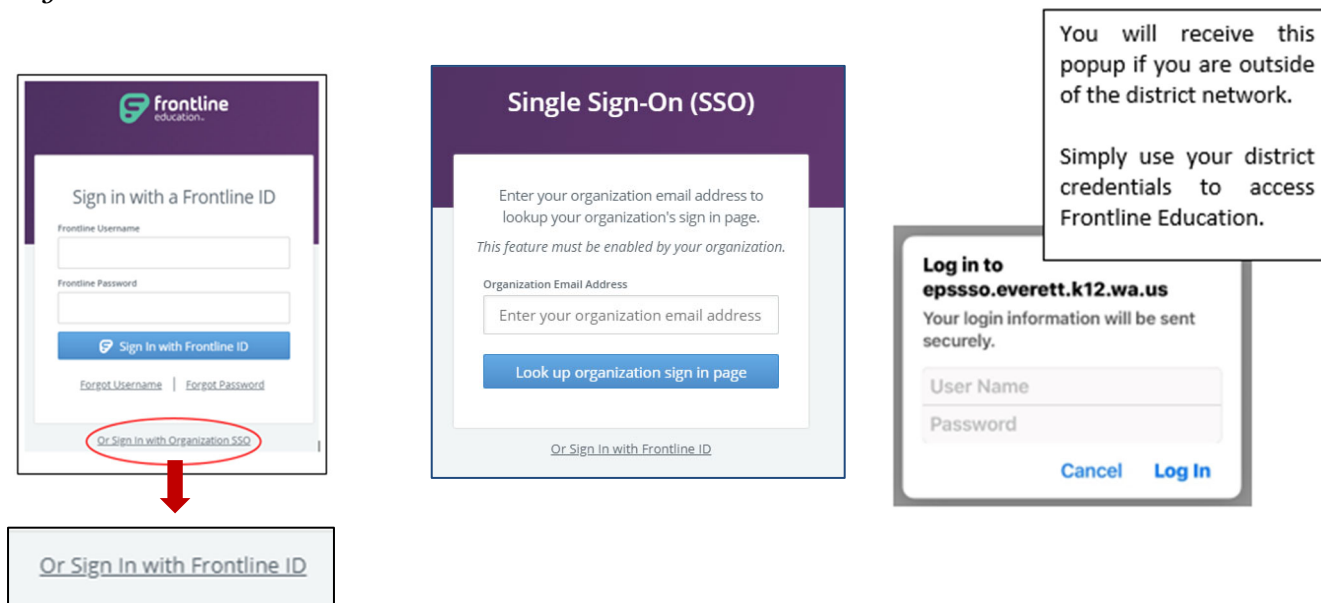 frontline
education
Sign in with a Frontline ID
Frontline Username
Frontline Password
Sign In with Frontline ID
Forgot Username | Forgot Password
Or Sign In with Organization SSO
Or Sign In with Frontline ID
Single Sign-On (SSO)
Enter your organization email address to
lookup your organization's sign in page.
This feature must be enabled by your organization.
Organization Email Address
Enter your organization email address
Look up organization sign in page
Or Sign In with Frontline ID
You will receive this
popup if you are outside
of the district network.
Simply use your district
credentials to access
Frontline Education.
Log in to
epssso.everett.k12.wa.us
Your login information will be sent
securely.
User Name
Password
Cancel Log In